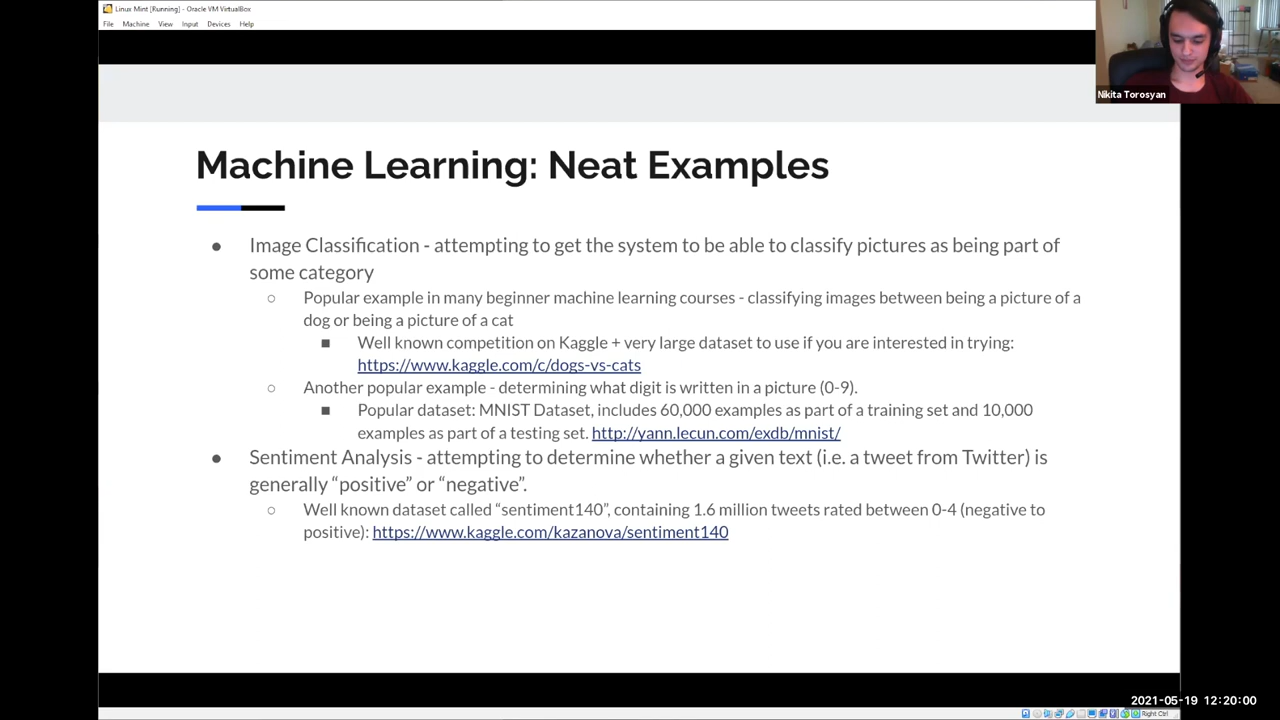 Linux Mint [Running] - Oracle VM VirtualBox
File Machine View Input Devices Help
Nikita Torosyan
Machine Learning: Neat Examples
● Image Classification - attempting to get the system to be able to classify pictures as being part of
some category
○ Popular example in many beginner machine learning courses - classifying images between being a picture of a
dog or being a picture of a cat
■ Well known competition on Kaggle + very large dataset to use if you are interested in trying:
https://www.kaggle.com/c/dogs-vs-cats
○ Another popular example - determining what digit is written in a picture (0-9).
■ Popular dataset: MNIST Dataset, includes 60,000 examples as part of a training set and 10,000
examples as part of a testing set. http://yann.lecun.com/exdb/mnist/
● Sentiment Analysis - attempting to determine whether a given text (i.e. a tweet from Twitter) is
generally “positive” or “negative”.
○ Well known dataset called “sentiment140”, containing 1.6 million tweets rated between 0-4 (negative to
positive): https://www.kaggle.com/kazanova/sentiment140
2021-05-19 12:20:00
Right Ctrl